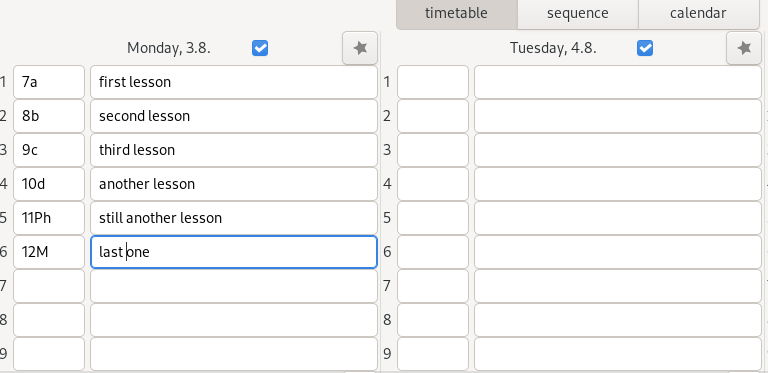 timetable sequence calendar
Monday, 3.8. Tuesday, 4.8.
1 7a first lesson 1
2 8b second lesson 2
3 9c third lesson 3
4 10d another lesson 4
5 11Ph still another lesson 5
6 12M last one 6
7 7
8 8
9 9